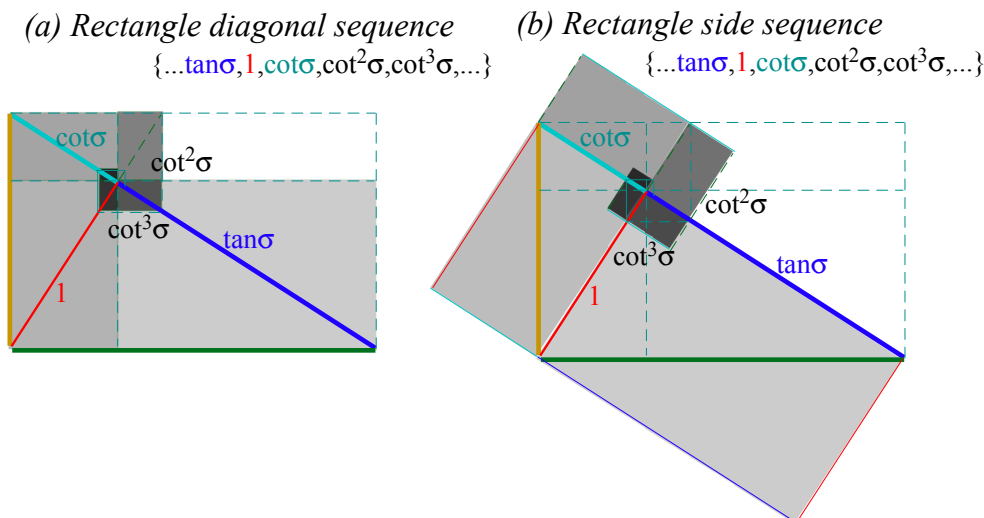 (a) Rectangle diagonal sequence
{...tanσ,1,cotσ,cot²σ,cot³σ,...}
cotσ
cot²σ
cot³σ
tanσ
1
(b) Rectangle side sequence
{...tanσ,1,cotσ,cot²σ,cot³σ,...}
cotσ
cot²σ
cot³σ
tanσ
1